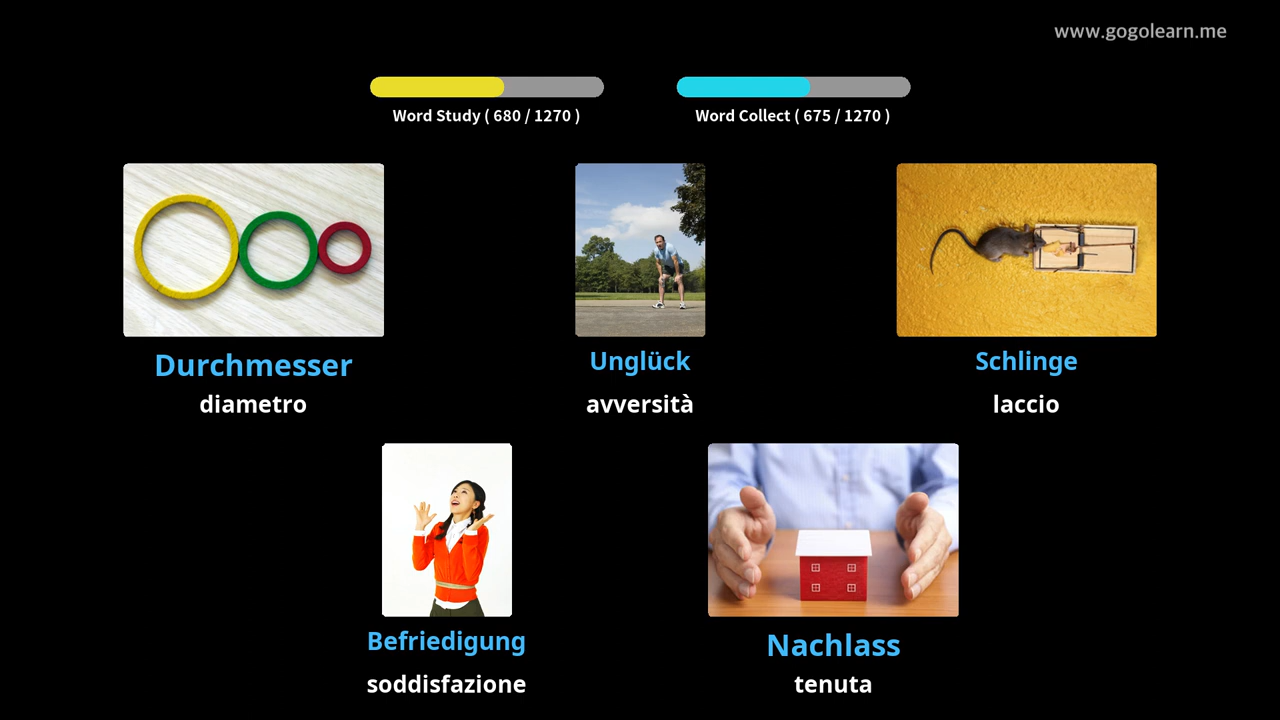 www.gogolearn.me
Word Study ( 680 / 1270 )
Word Collect ( 675 / 1270 )
Durchmesser
diametro
Unglück
avversità
Schlinge
laccio
Befriedigung
soddisfazione
Nachlass
tenuta